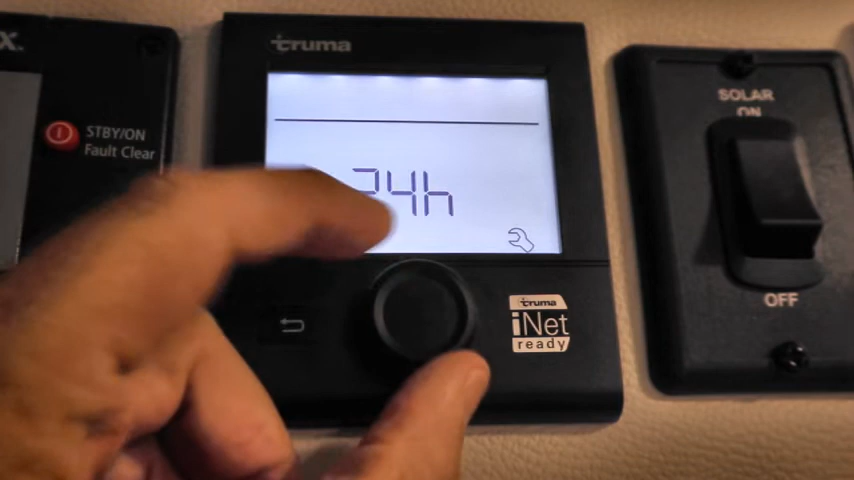 x
STBY/ON
Fault Clear
truma
24h
truma
iNet
ready
SOLAR
ON
OFF